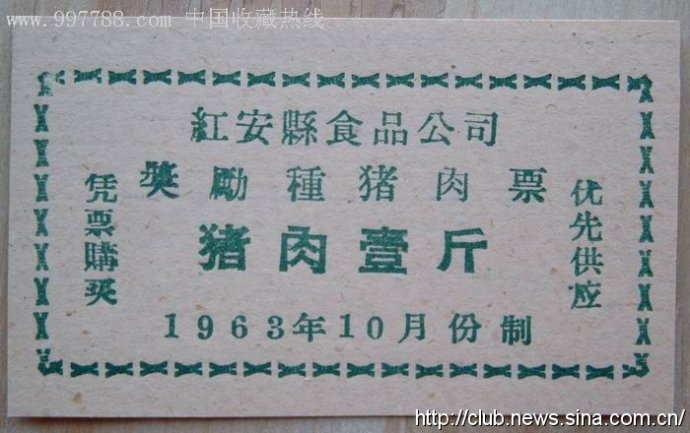 www.997788.com 中国收藏热线
紅安縣食品公司
獎勵種猪肉票
凭票購买
猪肉壹斤
优先供应
1963年10月份制
http://club.news.sina.com.cn/